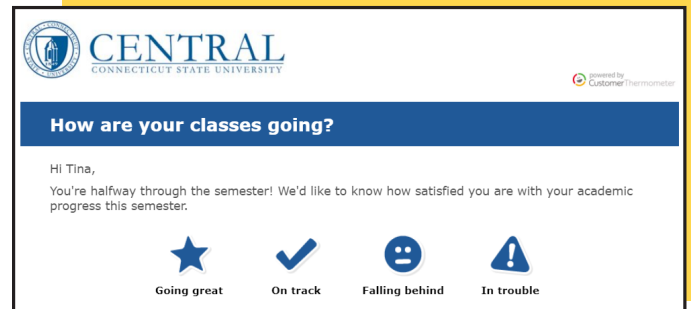 CENTRAL
CONNECTICUT STATE UNIVERSITY
powered by
CustomerThermometer
How are your classes going?
Hi Tina,
You're halfway through the semester! We'd like to know how satisfied you are with your academic
progress this semester.
Going great On track Falling behind In trouble